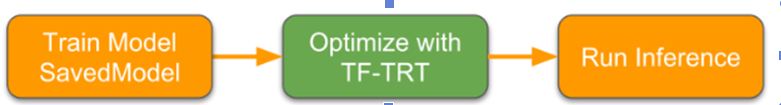 Train Model
SavedModel
Optimize with
TF-TRT
Run Inference